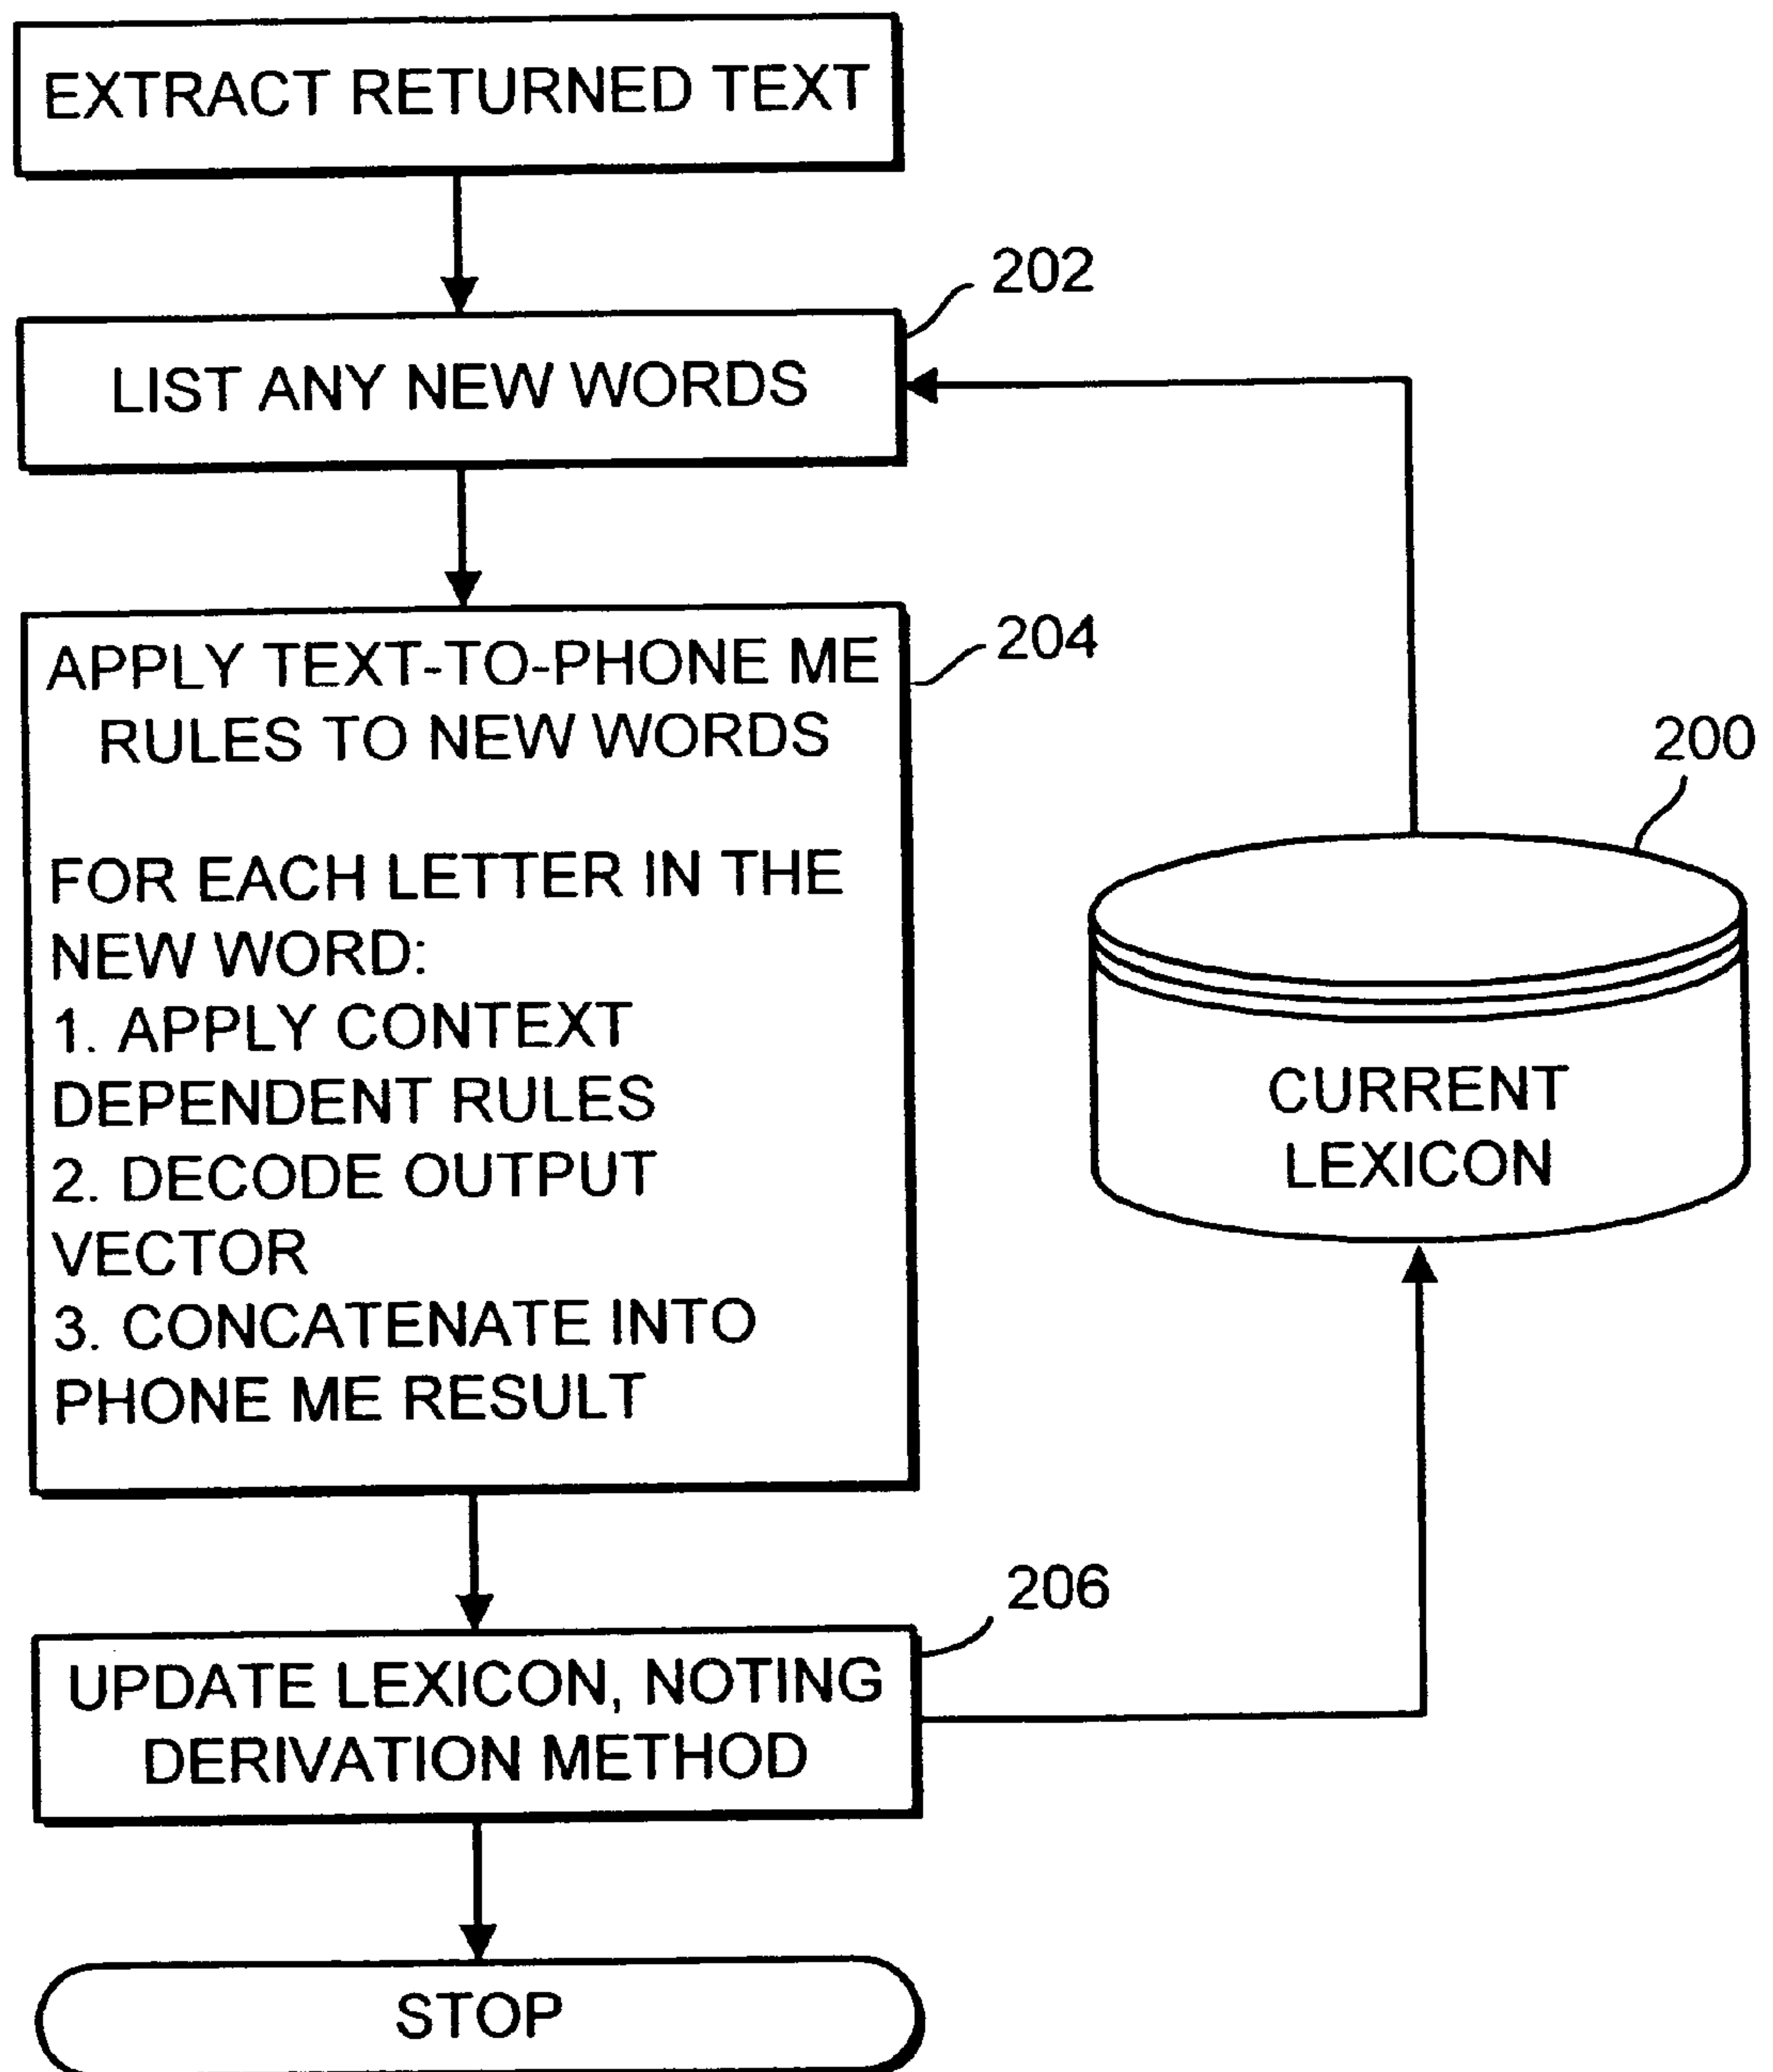 EXTRACT RETURNED TEXT
202
LIST ANY NEW WORDS
204
APPLY TEXT-TO-PHONE ME
RULES TO NEW WORDS
FOR EACH LETTER IN THE
NEW WORD:
1. APPLY CONTEXT
DEPENDENT RULES
2. DECODE OUTPUT
VECTOR
3. CONCATENATE INTO
PHONE ME RESULT
200
CURRENT
LEXICON
206
UPDATE LEXICON, NOTING
DERIVATION METHOD
STOP